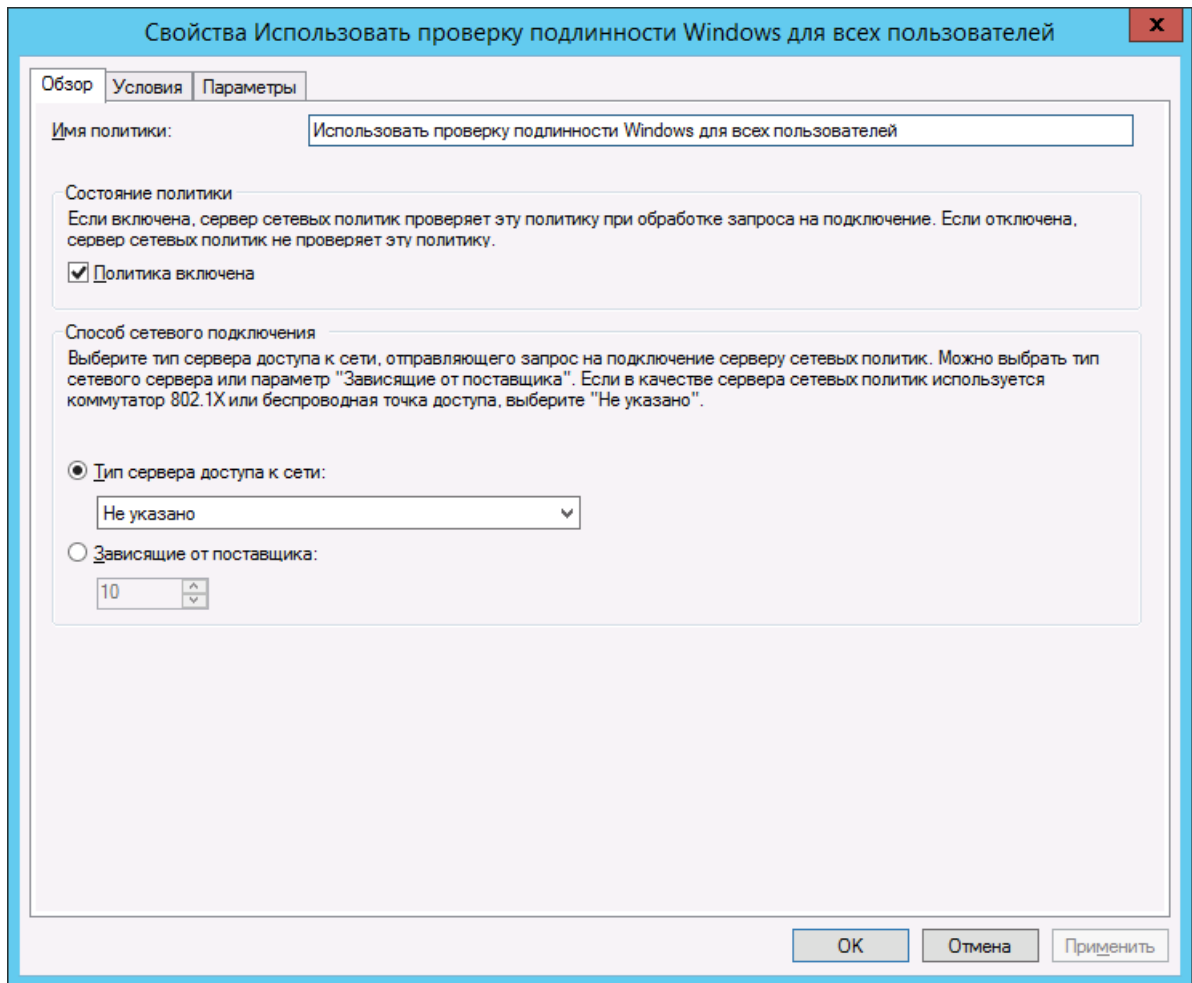 Свойства Использовать проверку подлинности Windows для всех пользователей
x
Обзор Условия Параметры
Имя политики: Использовать проверку подлинности Windows для всех пользователей
Состояние политики
Если включена, сервер сетевых политик проверяет эту политику при обработке запроса на подключение. Если отключена,
сервер сетевых политик не проверяет эту политику.
Политика включена
Способ сетевого подключения
Выберите тип сервера доступа к сети, отправляющего запрос на подключение серверу сетевых политик. Можно выбрать тип
сетевого сервера или параметр "Зависящие от поставщика". Если в качестве сервера сетевых политик используется
коммутатор 802.1X или беспроводная точка доступа, выберите "Не указано".
Тип сервера доступа к сети:
Не указано
Зависящие от поставщика:
10
OK Отмена Применить